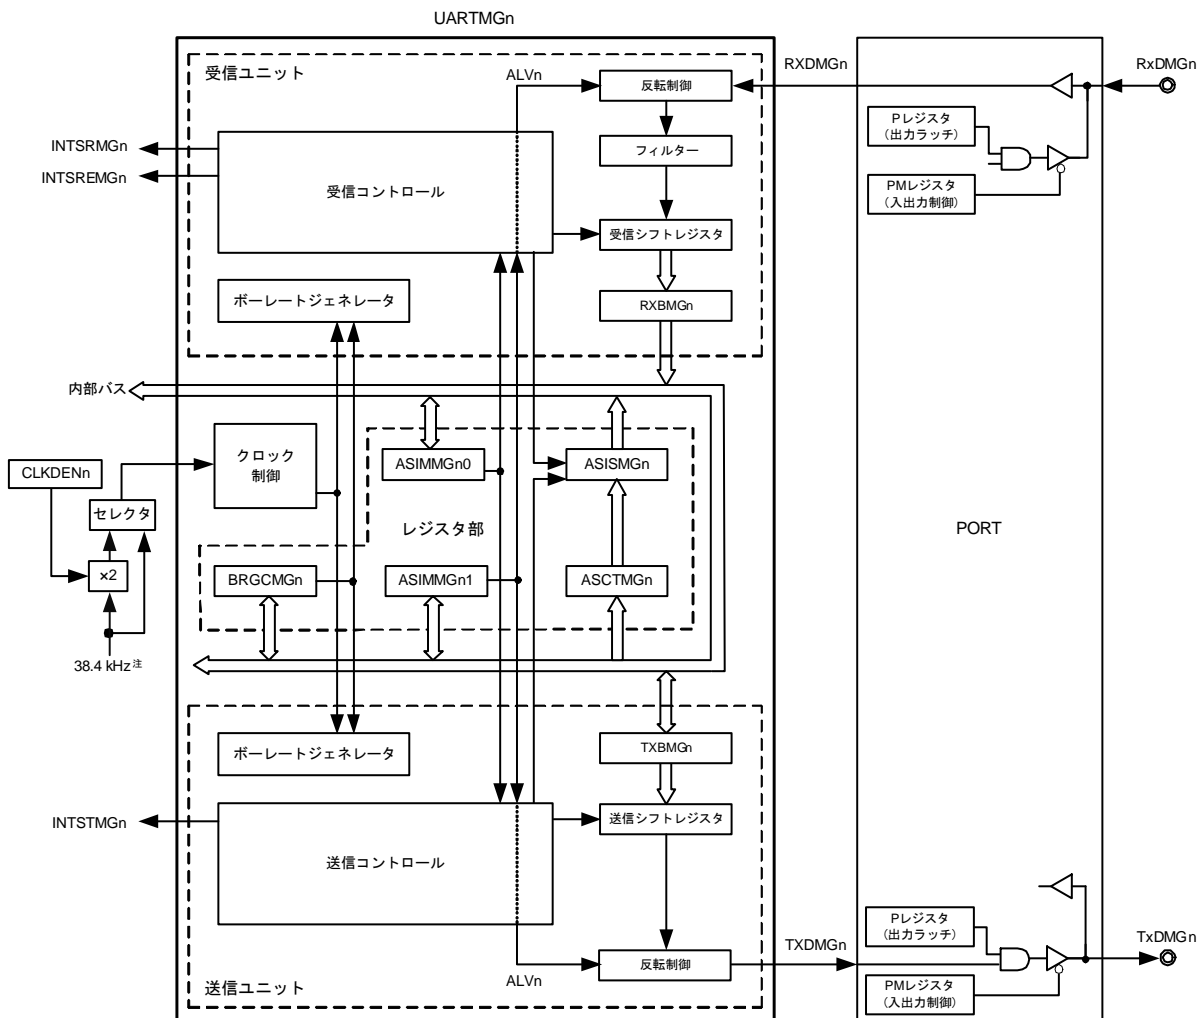 UARTMGn
受信ユニット
ALVn
反転制御
RXDMGn
RxDMGn
Pレジスタ
(出力ラッチ)
INTSRMGn
INTSREMGn
受信コントロール
フィルター
PMレジスタ
(入出力制御)
受信シフトレジスタ
ボーレートジェネレータ
RXBMGn
内部バス
クロック
制御
ASIMMGn0
ASISMGn
CLKDENn
セレクタ
レジスタ部
PORT
×2
BRGCMGn
ASIMMGn1
ASCTMGn
38.4 kHz 注
ボーレートジェネレータ
TXBMGn
INTSTMGn
送信シフトレジスタ
送信コントロール
Pレジスタ
(出力ラッチ)
TXDMGn
TxDMGn
反転制御
ALVn
送信ユニット
PMレジスタ
(入出力制御)